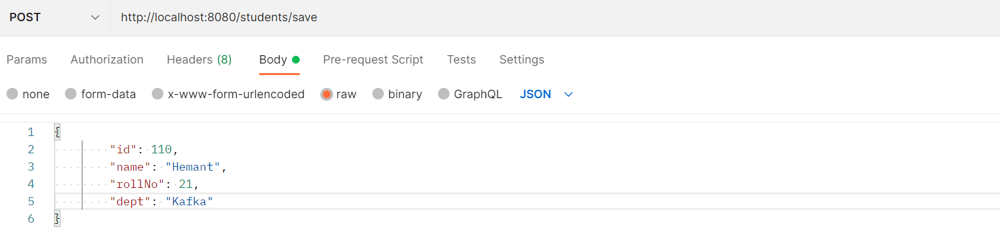 POST http://localhost:8080/students/save
Params Authorization Headers (8) Body Pre-request Script Tests Settings
none form-data x-www-form-urlencoded raw binary GraphQL JSON
1 {
2 "id": 110,
3 "name": "Hemant",
4 "rollNo": 21,
5 "dept": "Kafka"
6 }